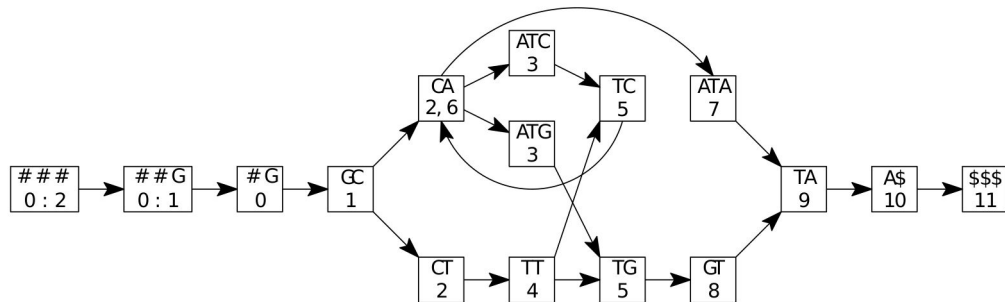 ATC
3
CA
2, 6
TC
5
ATA
7
ATG
3
###
0 : 2
##G
0 : 1
#G
0
GC
1
TA
9
A$
10
$$$
11
CT
2
TT
4
TG
5
GT
8